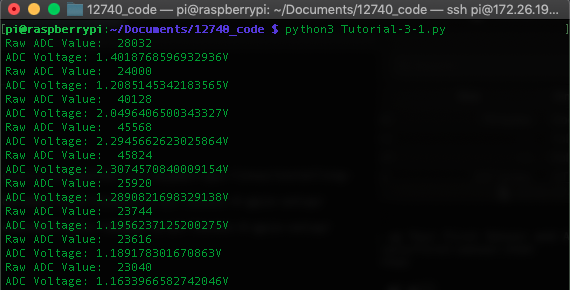 12740_code — pi@raspberrypi: ~/Documents/12740_code — ssh pi@172.26.19...
[pi@raspberrypi:~/Documents/12740_code $ python3 Tutorial-3-1.py ]
Raw ADC Value:  28032
ADC Voltage: 1.4018768596932936V
Raw ADC Value:  24000
ADC Voltage: 1.2085145342183565V
Raw ADC Value:  40128
ADC Voltage: 2.0496406500343327V
Raw ADC Value:  45568
ADC Voltage: 2.2945662623025864V
Raw ADC Value:  45824
ADC Voltage: 2.3074570840009154V
Raw ADC Value:  25920
ADC Voltage: 1.2890821698329138V
Raw ADC Value:  23744
ADC Voltage: 1.1956237125200275V
Raw ADC Value:  23616
ADC Voltage: 1.189178301670863V
Raw ADC Value:  23040
ADC Voltage: 1.1633966582742046V